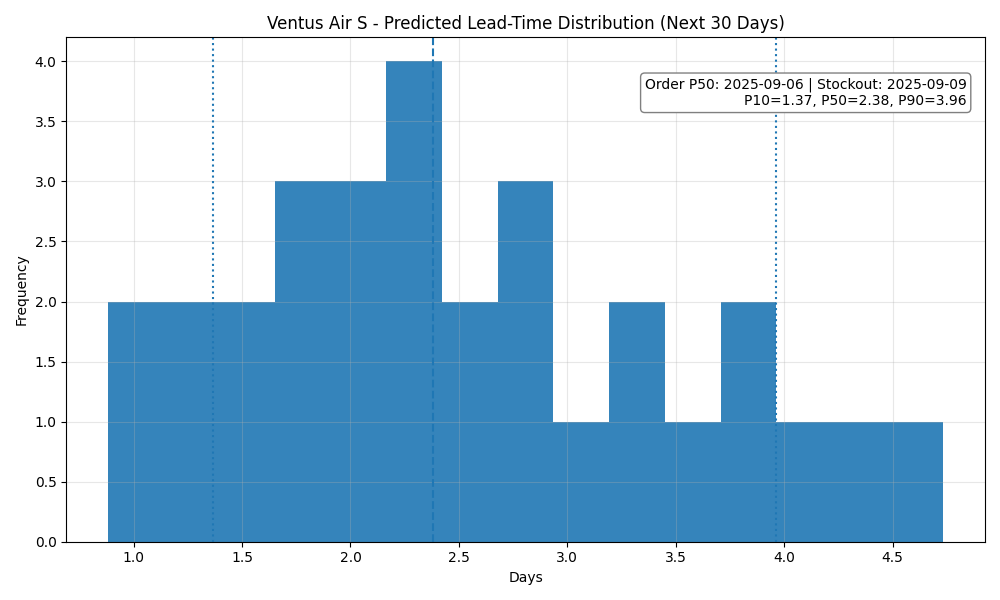 Ventus Air S - Predicted Lead-Time Distribution (Next 30 Days)
Order P50: 2025-09-06 | Stockout: 2025-09-09
P10=1.37, P50=2.38, P90=3.96
4.0
3.5
3.0
2.5
2.0
1.5
1.0
0.5
0.0
Frequency
1.0 1.5 2.0 2.5 3.0 3.5 4.0 4.5
Days